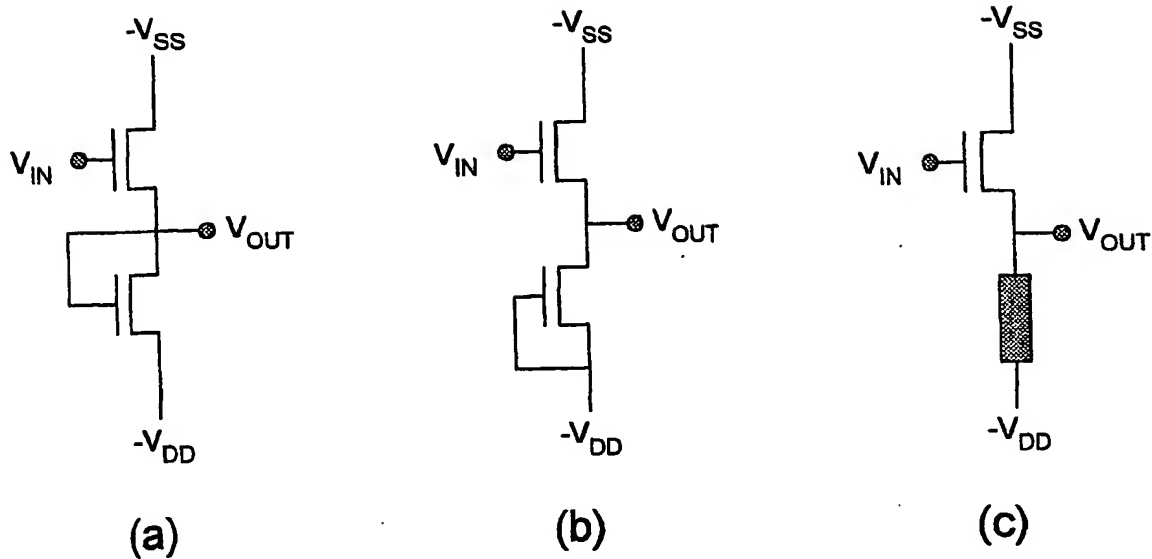 -V_SS
V_IN
V_OUT
-V_DD
(a)
-V_SS
V_IN
V_OUT
-V_DD
(b)
-V_SS
V_IN
V_OUT
-V_DD
(c)